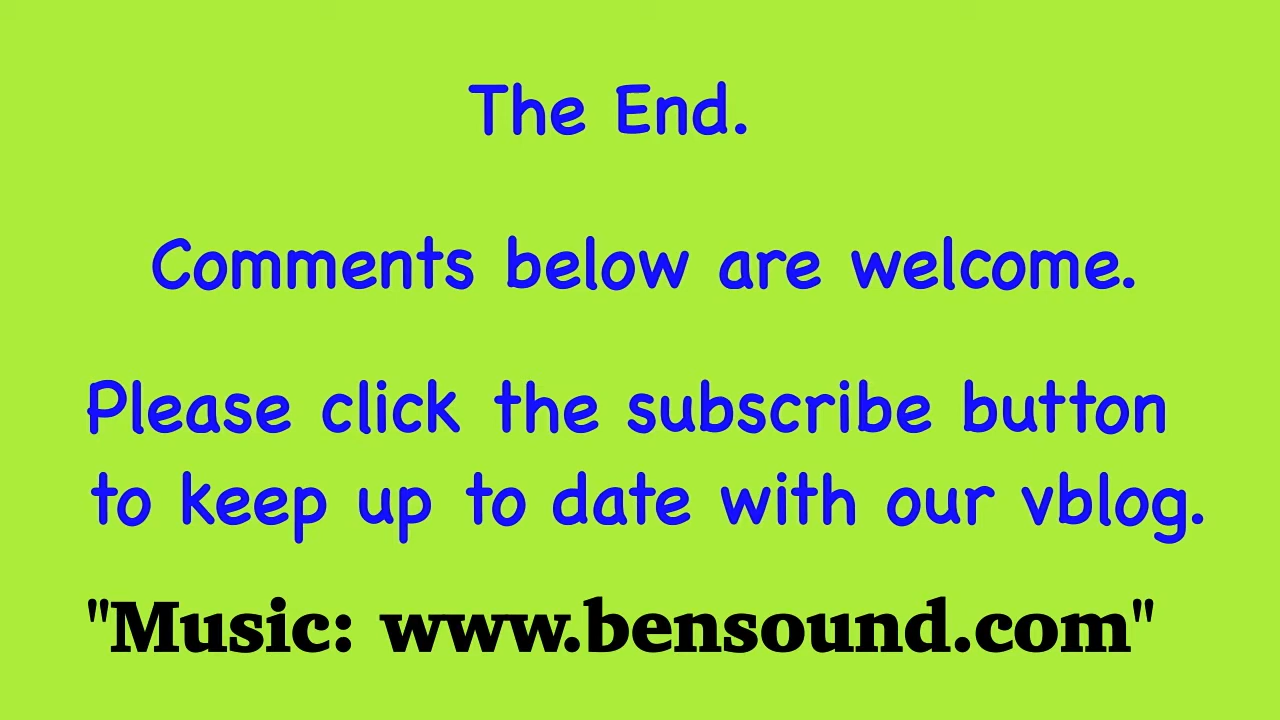 The End.
Comments below are welcome.
Please click the subscribe button
to keep up to date with our vblog.
"Music: www.bensound.com"